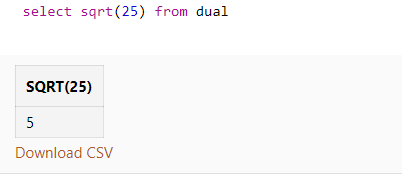 select sqrt(25) from dual
SQRT(25)
5
Download CSV